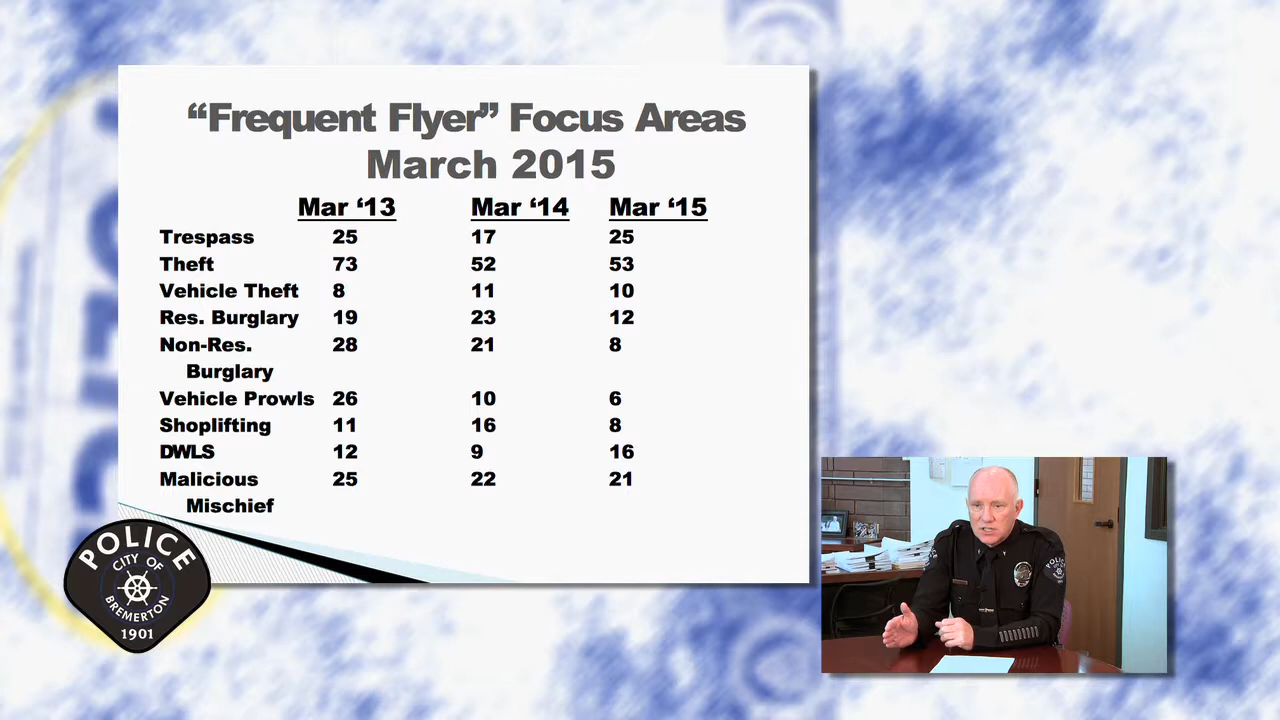 “Frequent Flyer” Focus Areas
March 2015
Mar ‘13 Mar ‘14 Mar ‘15
Trespass 25 17 25
Theft 73 52 53
Vehicle Theft 8 11 10
Res. Burglary 19 23 12
Non-Res. 28 21 8
Burglary
Vehicle Prowls 26 10 6
Shoplifting 11 16 8
DWLS 12 9 16
Malicious 25 22 21
Mischief
POLICE
CITY OF
BREMERTON
1901